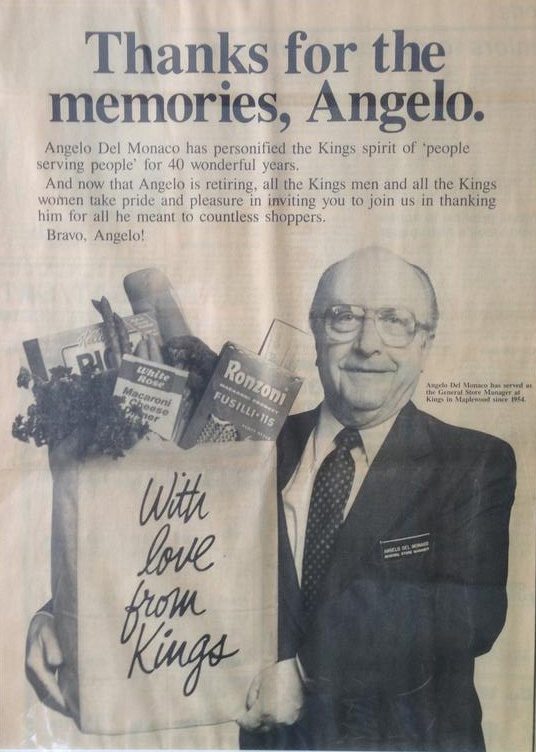 Thanks for the
memories, Angelo.
Angelo Del Monaco has personified the Kings spirit of 'people
serving people' for 40 wonderful years.
And now that Angelo is retiring, all the Kings men and all the Kings
women take pride and pleasure in inviting you to join us in thanking
him for all he meant to countless shoppers.
Bravo, Angelo!
White
Rose
Macaroni
& Cheese
Dinner
Ronzoni
FUSILLI-115
Angelo Del Monaco has served as
the General Store Manager at
Kings in Maplewood since 1954.
ANGELO DEL MONACO
With
love
from
Kings